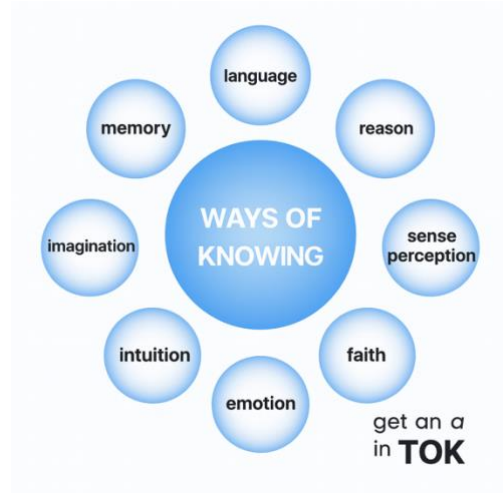 language
memory
reason
WAYS OF
KNOWING
imagination
sense
perception
intuition
faith
emotion
get an a
in TOK